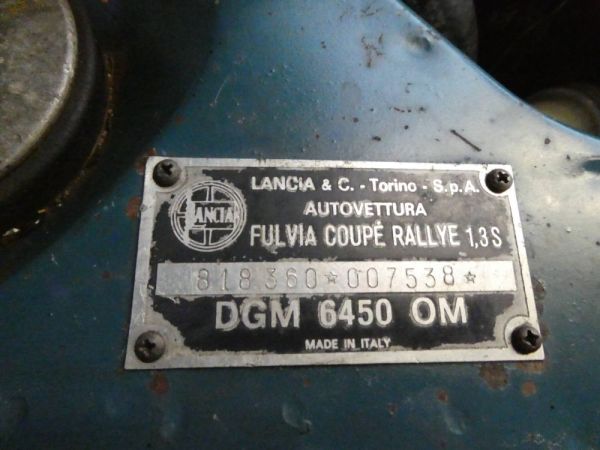 LANCIA & C. - Torino - S.p.A.
LANCIA
AUTOVETTURA
FULVIA COUPÉ RALLYE 1,3 S
818360☆007538☆
DGM 6450 OM
MADE IN ITALY